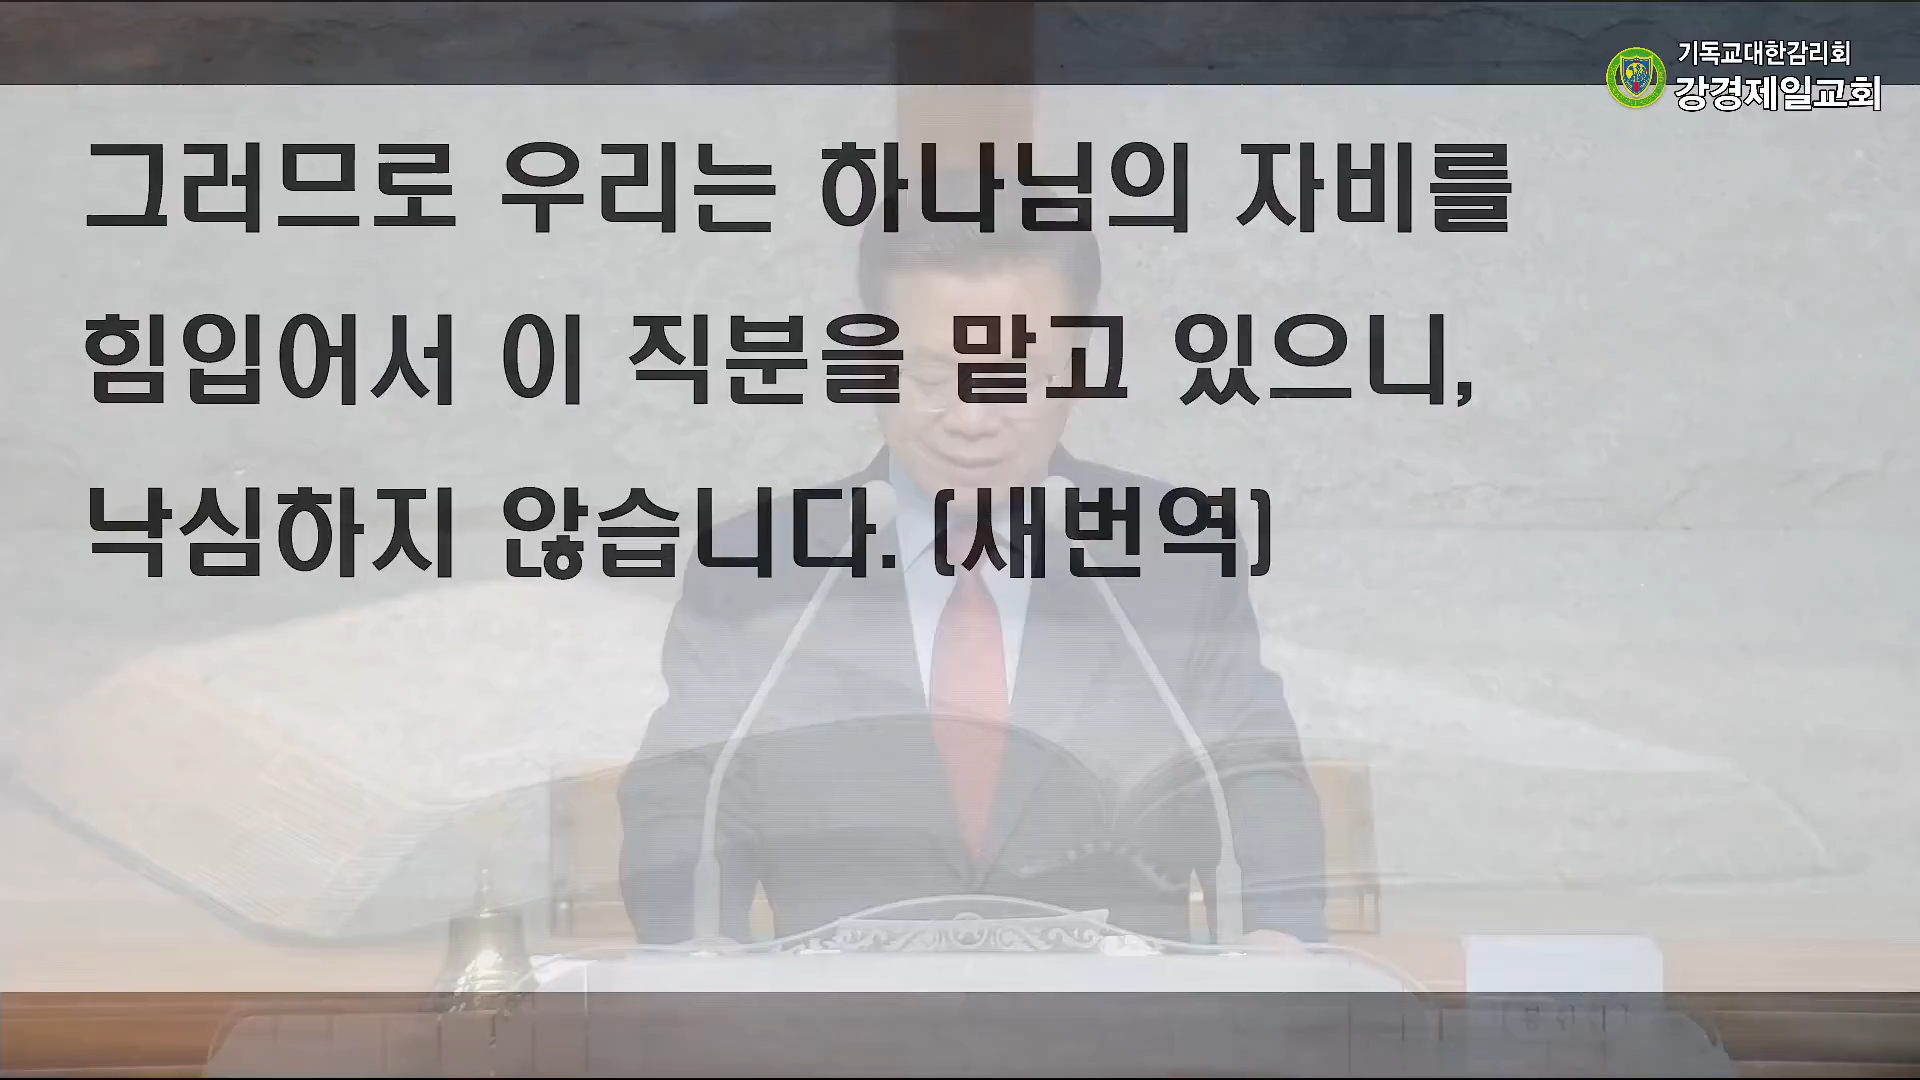 기독교대한감리회
강경제일교회
그러므로 우리는 하나님의 자비를
힘입어서 이 직분을 맡고 있으니,
낙심하지 않습니다. (새번역)